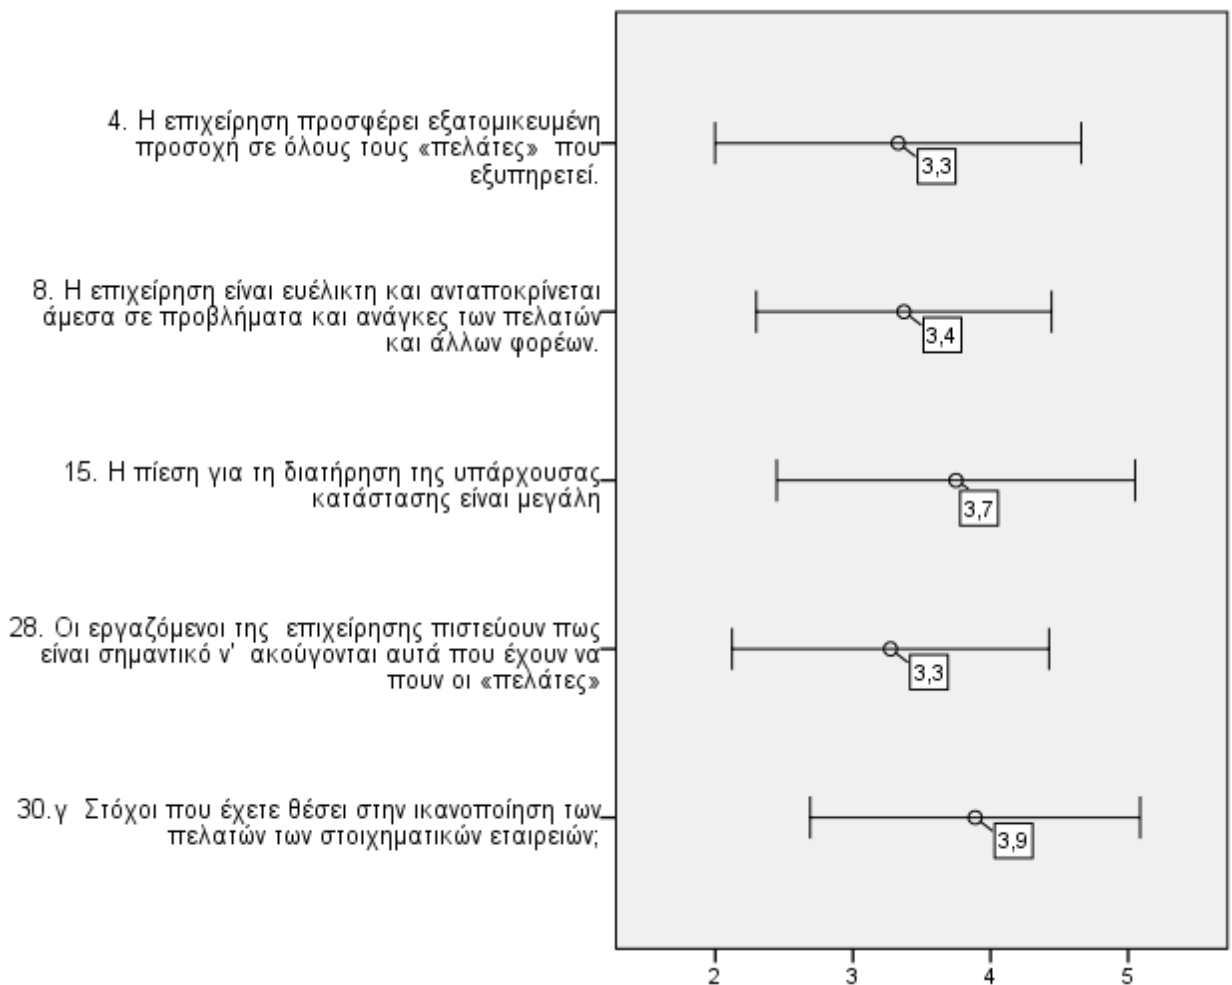 4. Η επιχείρηση προσφέρει εξατομικευμένη
προσοχή σε όλους τους «πελάτες» που
εξυπηρετεί.
3,3
8. Η επιχείρηση είναι ευέλικτη και ανταποκρίνεται
άμεσα σε προβλήματα και ανάγκες των πελατών
και άλλων φορέων.
3,4
15. Η πίεση για τη διατήρηση της υπάρχουσας
κατάστασης είναι μεγάλη
3,7
28. Οι εργαζόμενοι της επιχείρησης πιστεύουν πως
είναι σημαντικό ν' ακούγονται αυτά που έχουν να
πουν οι «πελάτες»
3,3
30.γ Στόχοι που έχετε θέσει στην ικανοποίηση των
πελατών των στοιχηματικών εταιρειών;
3,9
2 3 4 5